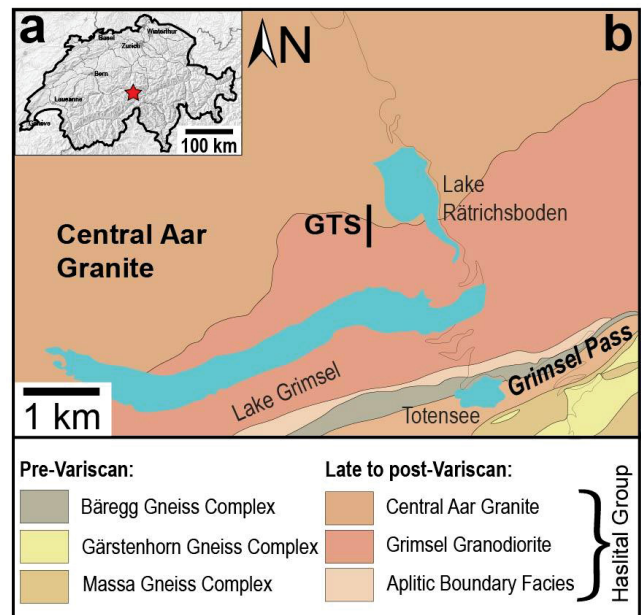 a
Basel
Winterthur
Zurich
Bern
Lausanne
Genève
100 km
N
b
Lake
Rätrichsboden
GTS
Central Aar
Granite
Grimsel Pass
Lake Grimsel
Totensee
1 km
Pre-Variscan:
Bäregg Gneiss Complex
Gärstenhorn Gneiss Complex
Massa Gneiss Complex
Late to post-Variscan:
Central Aar Granite
Grimsel Granodiorite
Aplitic Boundary Facies
Haslital Group